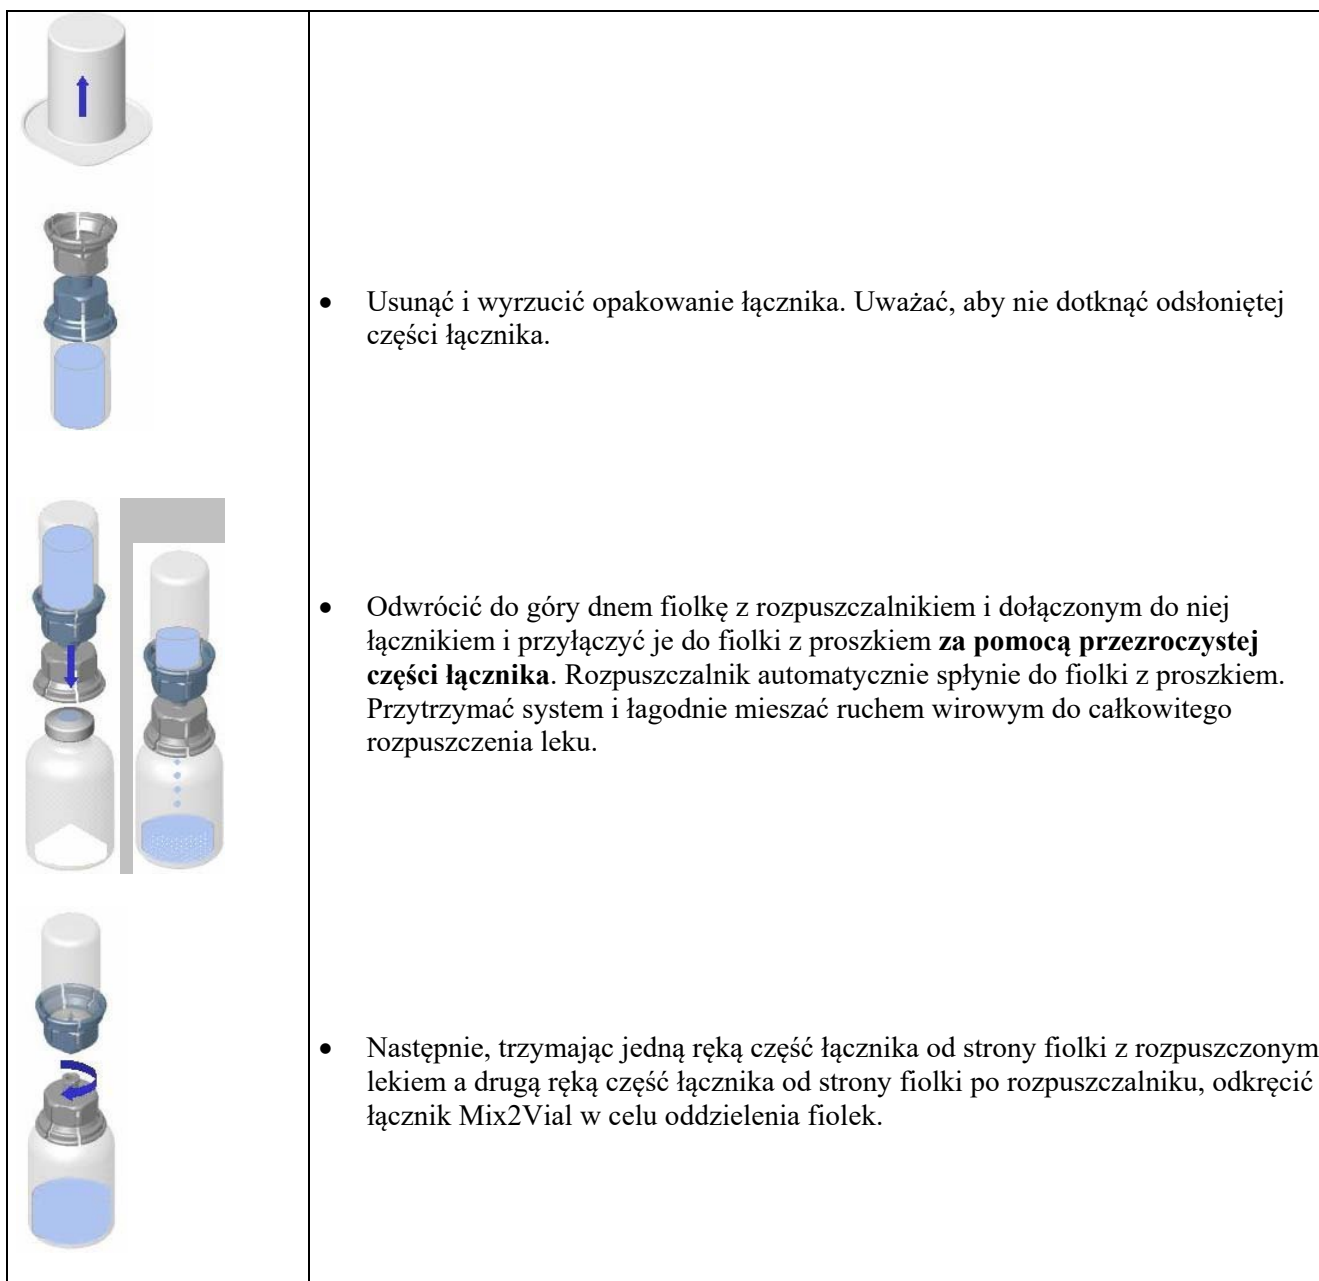 • Usunąć i wyrzucić opakowanie łącznika. Uważać, aby nie dotknąć odsłoniętej
części łącznika.
• Odwrócić do góry dnem fiolkę z rozpuszczalnikiem i dołączonym do niej
łącznikiem i przyłączyć je do fiolki z proszkiem za pomocą przezroczystej
części łącznika. Rozpuszczalnik automatycznie spłynie do fiolki z proszkiem.
Przytrzymać system i łagodnie mieszać ruchem wirowym do całkowitego
rozpuszczenia leku.
• Następnie, trzymając jedną ręką część łącznika od strony fiolki z rozpuszczonym
lekiem a drugą ręką część łącznika od strony fiolki po rozpuszczalniku, odkręcić
łącznik Mix2Vial w celu oddzielenia fiolek.